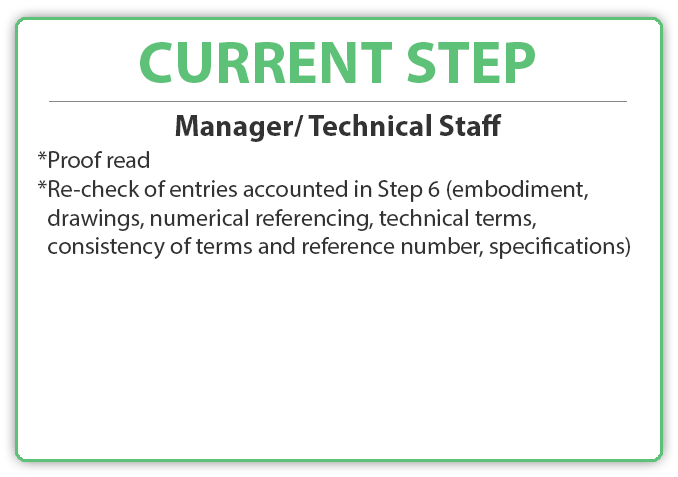 CURRENT STEP
Manager/ Technical Staff
*Proof read
*Re-check of entries accounted in Step 6 (embodiment,
drawings, numerical referencing, technical terms,
consistency of terms and reference number, specifications)